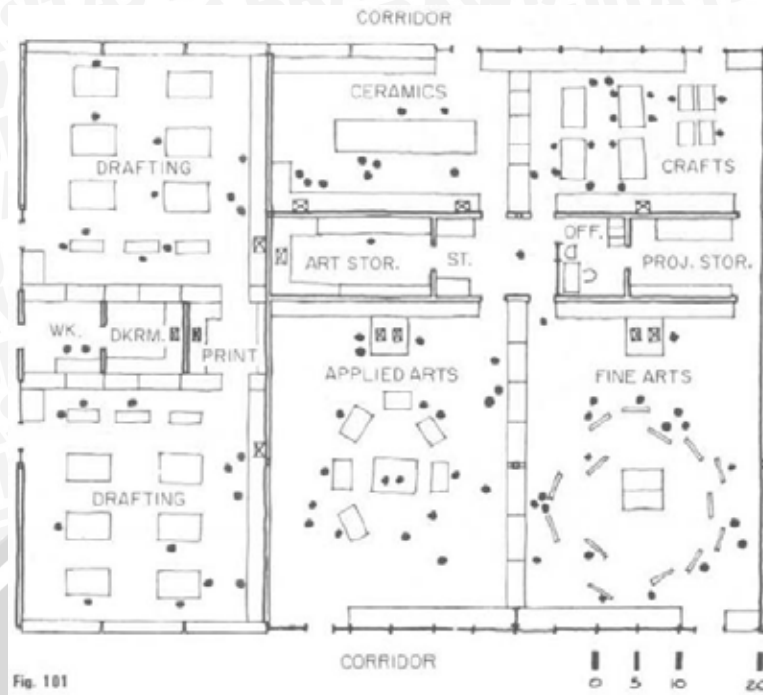 CORRIDOR
CERAMICS
DRAFTING
CRAFTS
OFF.
ART STOR.
ST.
PROJ. STOR.
WK.
DKRM.
PRINT
APPLIED ARTS
FINE ARTS
DRAFTING
CORRIDOR
Fig. 101
0 5 10 20